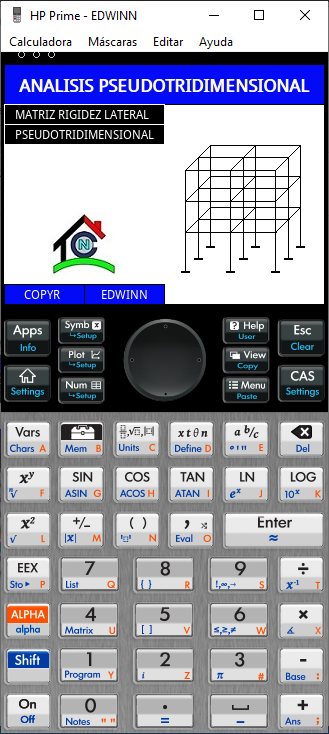 HP Prime - EDWINN
Calculadora Máscaras Editar Ayuda
ANALISIS PSEUDOTRIDIMENSIONAL
MATRIZ RIGIDEZ LATERAL
PSEUDOTRIDIMENSIONAL
TCN
COPYR EDWINN
Apps Info
Symb x ↪Setup
Help User
Esc Clear
Plot ↪Setup
View Copy
Settings
Num ↪Setup
Menu Paste
CAS Settings
Vars Chars A
Mem B
Units C
x t θ n Define D
a b/c E
Del
x^y F
SIN ASIN G
COS ACOS H
TAN ATAN I
LN e^x J
LOG 10^x K
x² √ L
+/- |x| M
( ) N
, Eval O
Enter ≈
EEX Sto▸ P
7 List Q
8 { } R
9 !,∞,→ S
÷ x⁻¹ T
ALPHA alpha
4 Matrix U
5 [ ] V
6 ≤,≥,≠ W
× ∡ X
Shift
1 Program Y
2 i Z
3 π #
- Base :
On Off
0 Notes " "
. =
_
+ Ans ;